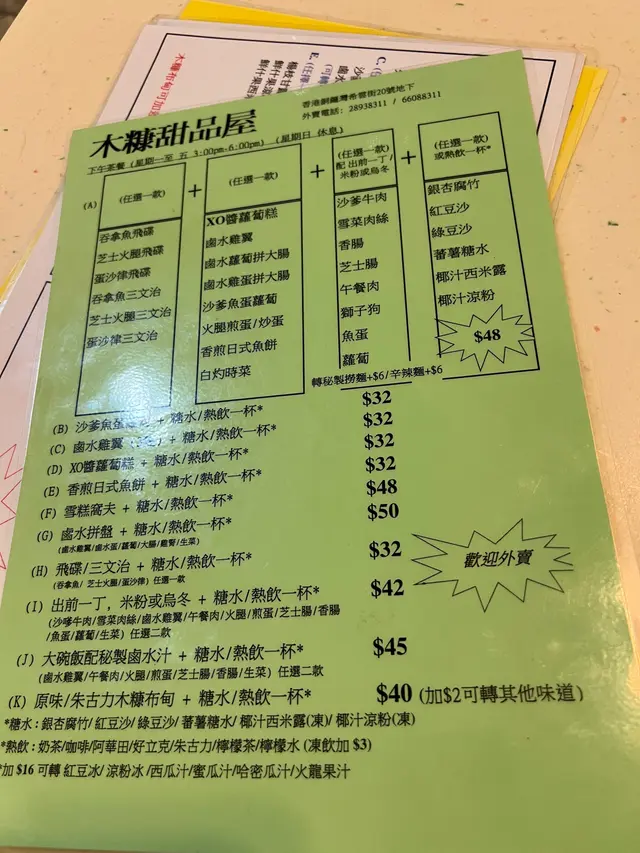 木糠布甸可加
C.
E. (任擇一
木糠甜品屋
香港銅鑼灣希雲街20號地下
外賣電話: 28938311 / 66088311
下午茶餐 (星期一至 五 3:00pm-6:00pm) (星期日 休息)
(A)
(任選一款)
吞拿魚飛碟
芝士火腿飛碟
蛋沙律飛碟
吞拿魚三文治
芝士火腿三文治
蛋沙律三文治
+
(任選一款)
XO醬蘿蔔糕
鹵水雞翼
鹵水蘿蔔拼大腸
鹵水雞蛋拼大腸
沙爹魚蛋蘿蔔
火腿煎蛋/炒蛋
香煎日式魚餅
白灼時菜
+
(任選一款)
配 出前一丁/
米粉或烏冬
沙爹牛肉
雪菜肉絲
香腸
芝士腸
午餐肉
獅子狗
魚蛋
蘿蔔
+
(任選一款)
或熱飲一杯*
銀杏腐竹
紅豆沙
綠豆沙
蕃薯糖水
椰汁西米露
椰汁涼粉
$48
轉秘製撈麵+$6/辛辣麵+$6
(B) 沙爹魚蛋 + 糖水/熱飲一杯* $32
(C) 鹵水雞翼 + 糖水/熱飲一杯* $32
(D) XO醬蘿蔔糕 + 糖水/熱飲一杯* $32
(E) 香煎日式魚餅 + 糖水/熱飲一杯* $32
(F) 雪糕窩夫 + 糖水/熱飲一杯* $48
(G) 鹵水拼盤 + 糖水/熱飲一杯* $50
(鹵水雞翼/鹵水蛋/蘿蔔/大腸/雞腎/生菜)
(H) 飛碟/三文治 + 糖水/熱飲一杯* $32
(吞拿魚/ 芝士火腿/蛋沙律) 任選一款
歡迎外賣
(I) 出前一丁, 米粉或烏冬 + 糖水/熱飲一杯* $42
(沙嗲牛肉/雪菜肉絲/鹵水雞翼/午餐肉/火腿/煎蛋/芝士腸/香腸
/魚蛋/蘿蔔/生菜) 任選二款
(J) 大碗飯配秘製鹵水汁 + 糖水/熱飲一杯* $45
(鹵水雞翼/午餐肉/火腿/煎蛋/芝士腸/香腸/生菜) 任選二款
(K) 原味/朱古力木糠布甸 + 糖水/熱飲一杯* $40 (加$2可轉其他味道)
*糖水:銀杏腐竹/紅豆沙/綠豆沙/蕃薯糖水/椰汁西米露(凍)/椰汁涼粉(凍)
*熱飲:奶茶/咖啡/阿華田/好立克/朱古力/檸檬茶/檸檬水 (凍飲加 $3)
*加 $16 可轉 紅豆冰/涼粉冰/西瓜汁/蜜瓜汁/哈密瓜汁/火龍果汁